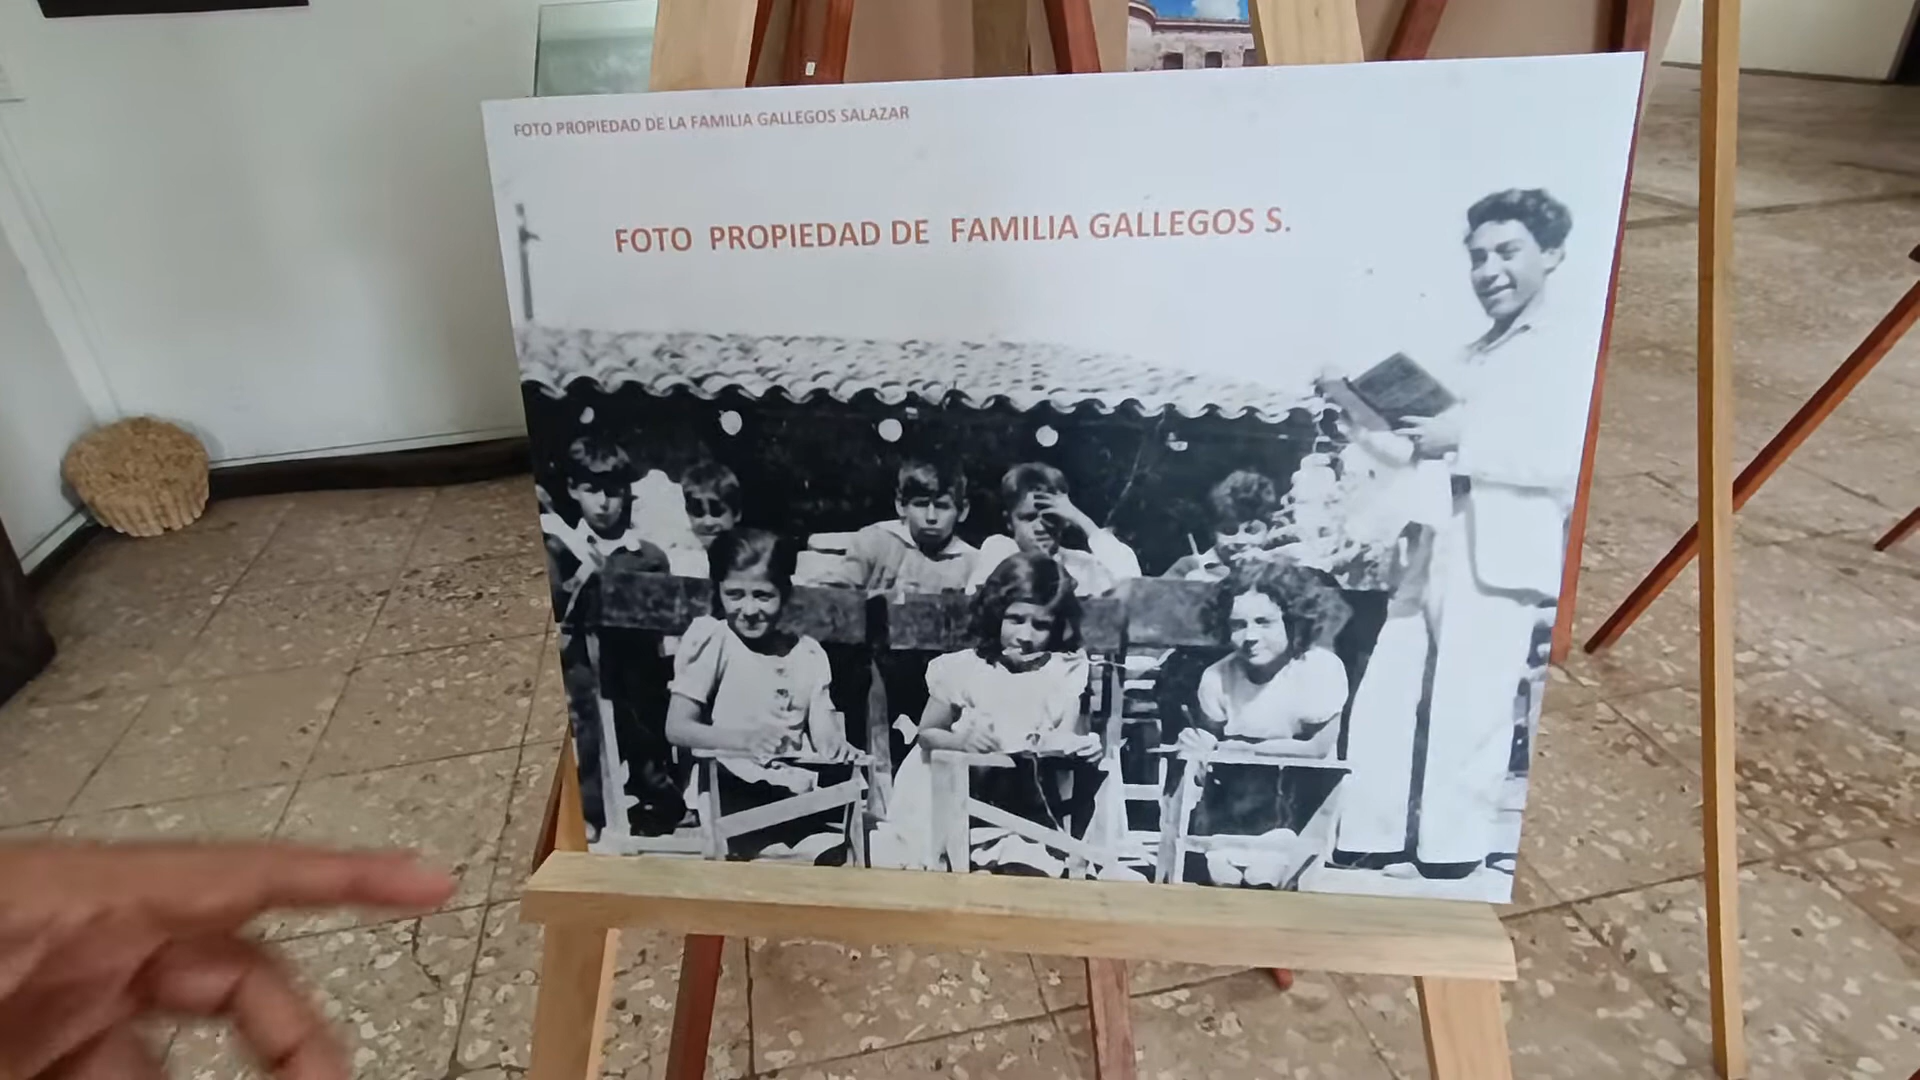 FOTO PROPIEDAD DE LA FAMILIA GALLEGOS SALAZAR
FOTO PROPIEDAD DE FAMILIA GALLEGOS S.